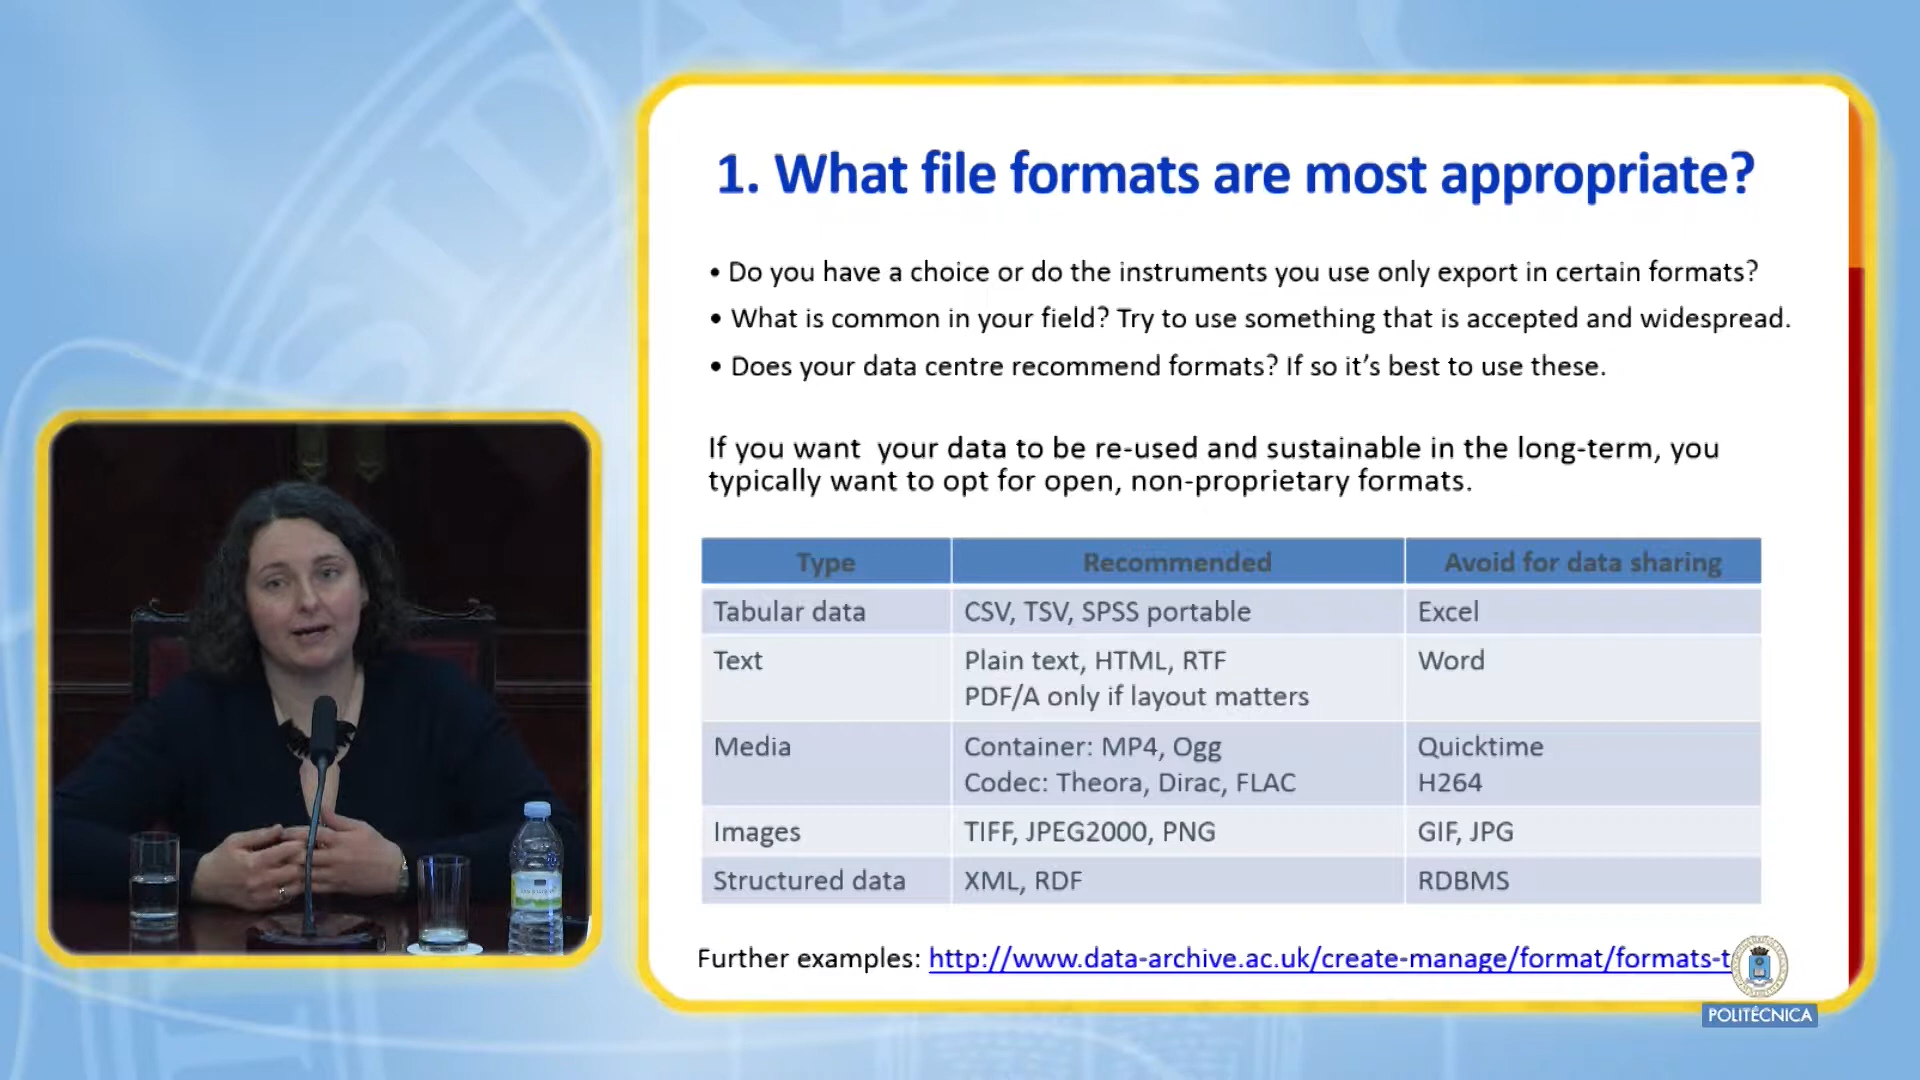 1. What file formats are most appropriate?
• Do you have a choice or do the instruments you use only export in certain formats?
• What is common in your field? Try to use something that is accepted and widespread.
• Does your data centre recommend formats? If so it's best to use these.
If you want  your data to be re-used and sustainable in the long-term, you
typically want to opt for open, non-proprietary formats.
Type Recommended Avoid for data sharing
Tabular data CSV, TSV, SPSS portable Excel
Text Plain text, HTML, RTF Word
PDF/A only if layout matters
Media Container: MP4, Ogg Quicktime
Codec: Theora, Dirac, FLAC H264
Images TIFF, JPEG2000, PNG GIF, JPG
Structured data XML, RDF RDBMS
Further examples: http://www.data-archive.ac.uk/create-manage/format/formats-t
POLITÉCNICA